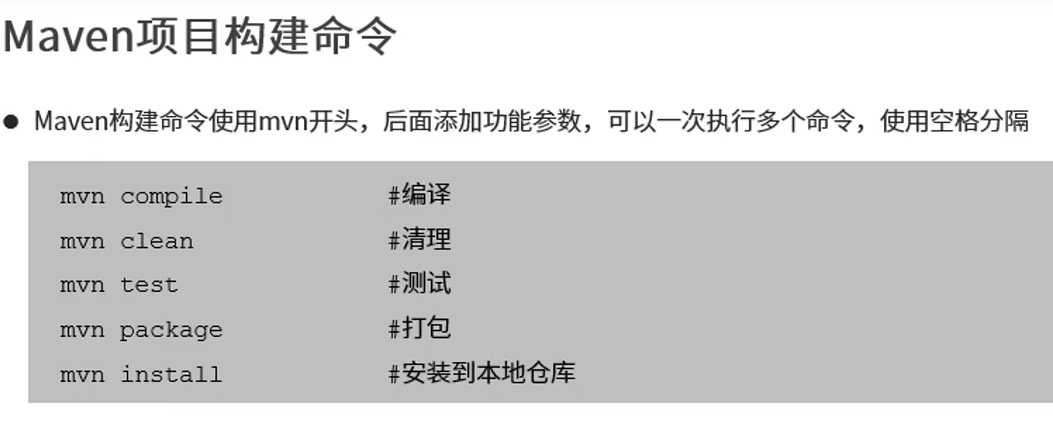 Maven项目构建命令
● Maven构建命令使用mvn开头，后面添加功能参数，可以一次执行多个命令，使用空格分隔
mvn compile #编译
mvn clean #清理
mvn test #测试
mvn package #打包
mvn install #安装到本地仓库